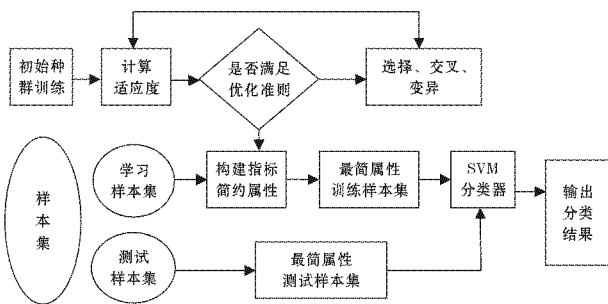 初始种
群训练
计算
适应度
是否满足
优化准则
选择、交叉、
变异
样
本
集
学习
样本集
构建指标
简约属性
最简属性
训练样本集
SVM
分类器
输出
分类
结果
测试
样本集
最简属性
测试样本集